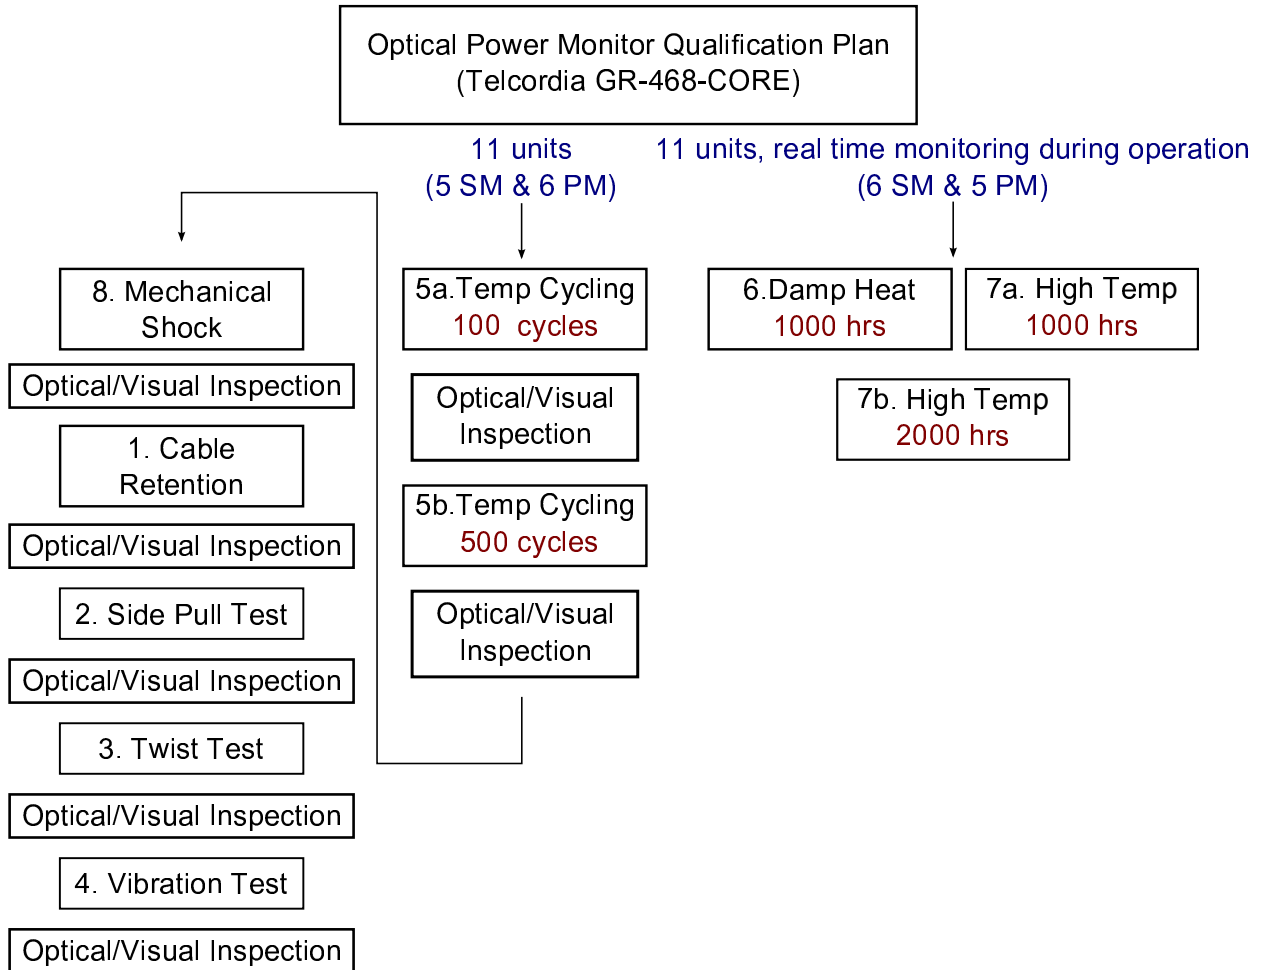 Optical Power Monitor Qualification Plan
(Telcordia GR-468-CORE)
11 units
(5 SM & 6 PM)
11 units, real time monitoring during operation
(6 SM & 5 PM)
8. Mechanical
Shock
Optical/Visual Inspection
1. Cable
Retention
Optical/Visual Inspection
2. Side Pull Test
Optical/Visual Inspection
3. Twist Test
Optical/Visual Inspection
4. Vibration Test
Optical/Visual Inspection
5a.Temp Cycling
100 cycles
Optical/Visual
Inspection
5b.Temp Cycling
500 cycles
Optical/Visual
Inspection
6.Damp Heat
1000 hrs
7a. High Temp
1000 hrs
7b. High Temp
2000 hrs